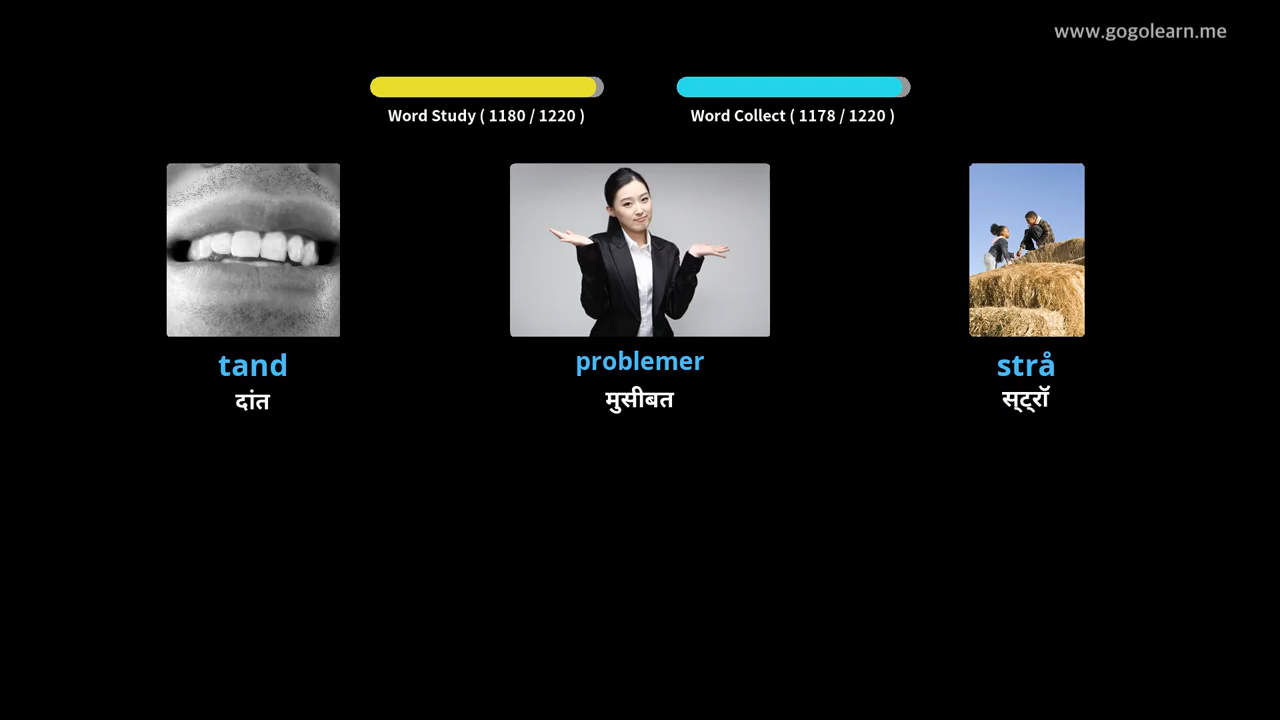 www.gogolearn.me
Word Study ( 1180 / 1220 )
Word Collect ( 1178 / 1220 )
tand
problemer
strå
दांत
मुसीबत
स्ट्रॉ